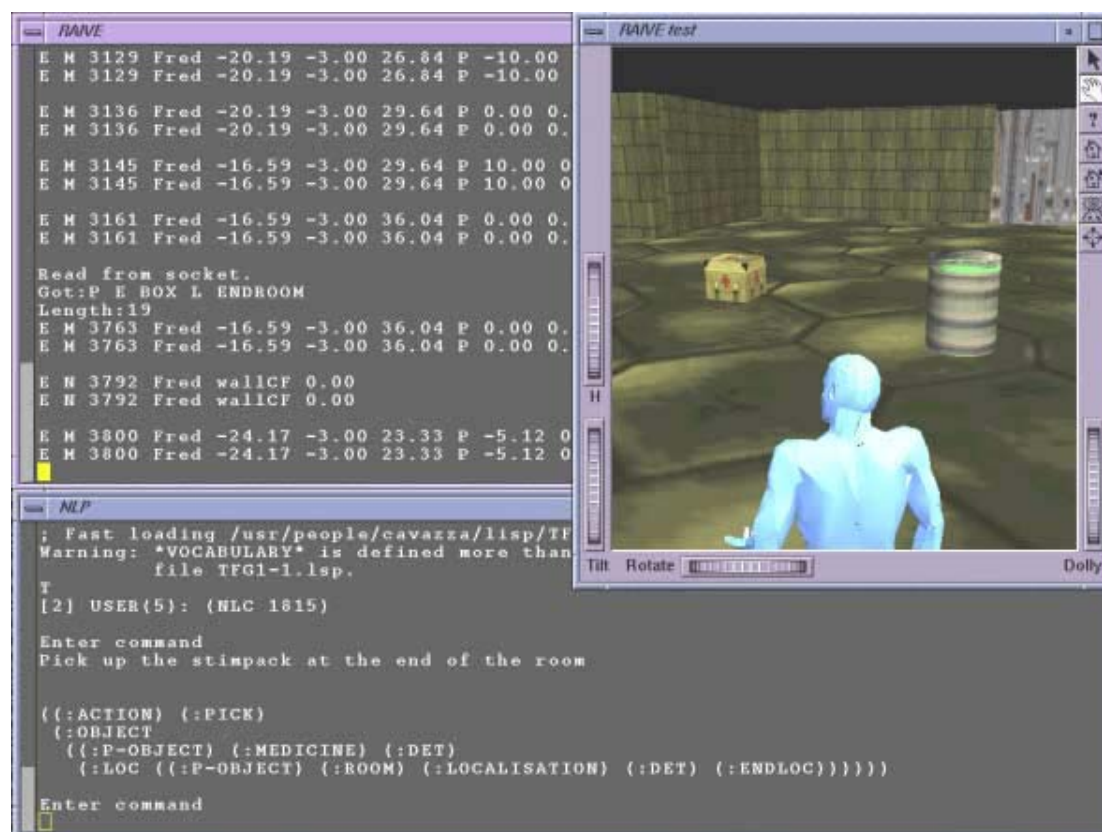 RAIVE
E M 3129 Fred -20.19 -3.00 26.84 P -10.00
E M 3129 Fred -20.19 -3.00 26.84 P -10.00
E M 3136 Fred -20.19 -3.00 29.64 P 0.00 0.
E M 3136 Fred -20.19 -3.00 29.64 P 0.00 0.
E M 3145 Fred -16.59 -3.00 29.64 P 10.00 0
E M 3145 Fred -16.59 -3.00 29.64 P 10.00 0
E M 3161 Fred -16.59 -3.00 36.04 P 0.00 0.
E M 3161 Fred -16.59 -3.00 36.04 P 0.00 0.
Read from socket.
Got:P E BOX L ENDROOM
Length:19
E M 3763 Fred -16.59 -3.00 36.04 P 0.00 0.
E M 3763 Fred -16.59 -3.00 36.04 P 0.00 0.
E N 3792 Fred wallCF 0.00
E N 3792 Fred wallCF 0.00
E M 3800 Fred -24.17 -3.00 23.33 P -5.12 0
E M 3800 Fred -24.17 -3.00 23.33 P -5.12 0
RAIVE test
?
H
Tilt Rotate Dolly
NLP
; Fast loading /usr/people/cavazza/lisp/TF
Warning: *VOCABULARY* is defined more than
file TFG1-1.lsp.
T
[2] USER(5): (NLC 1815)
Enter command
Pick up the stimpack at the end of the room
((:ACTION) (:PICK)
(:OBJECT
((:P-OBJECT) (:MEDICINE) (:DET)
(:LOC ((:P-OBJECT) (:ROOM) (:LOCALISATION) (:DET) (:ENDLOC))))))
Enter command